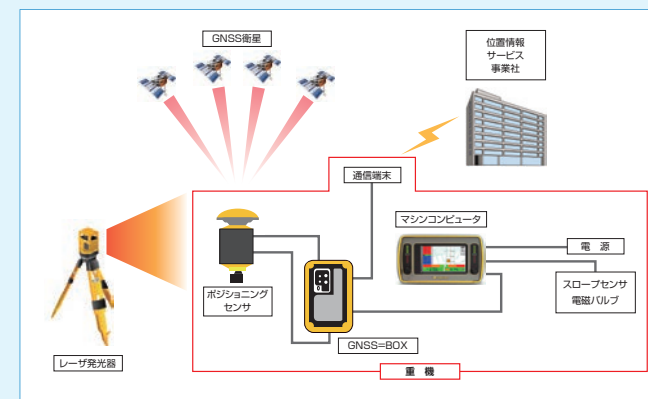 GNSS衛星
位置情報
サービス
事業社
通信端末
マシンコンピュータ
電 源
スロープセンサ
電磁バルブ
ポジショニング
センサ
GNSS=BOX
レーザ発光器
重 機